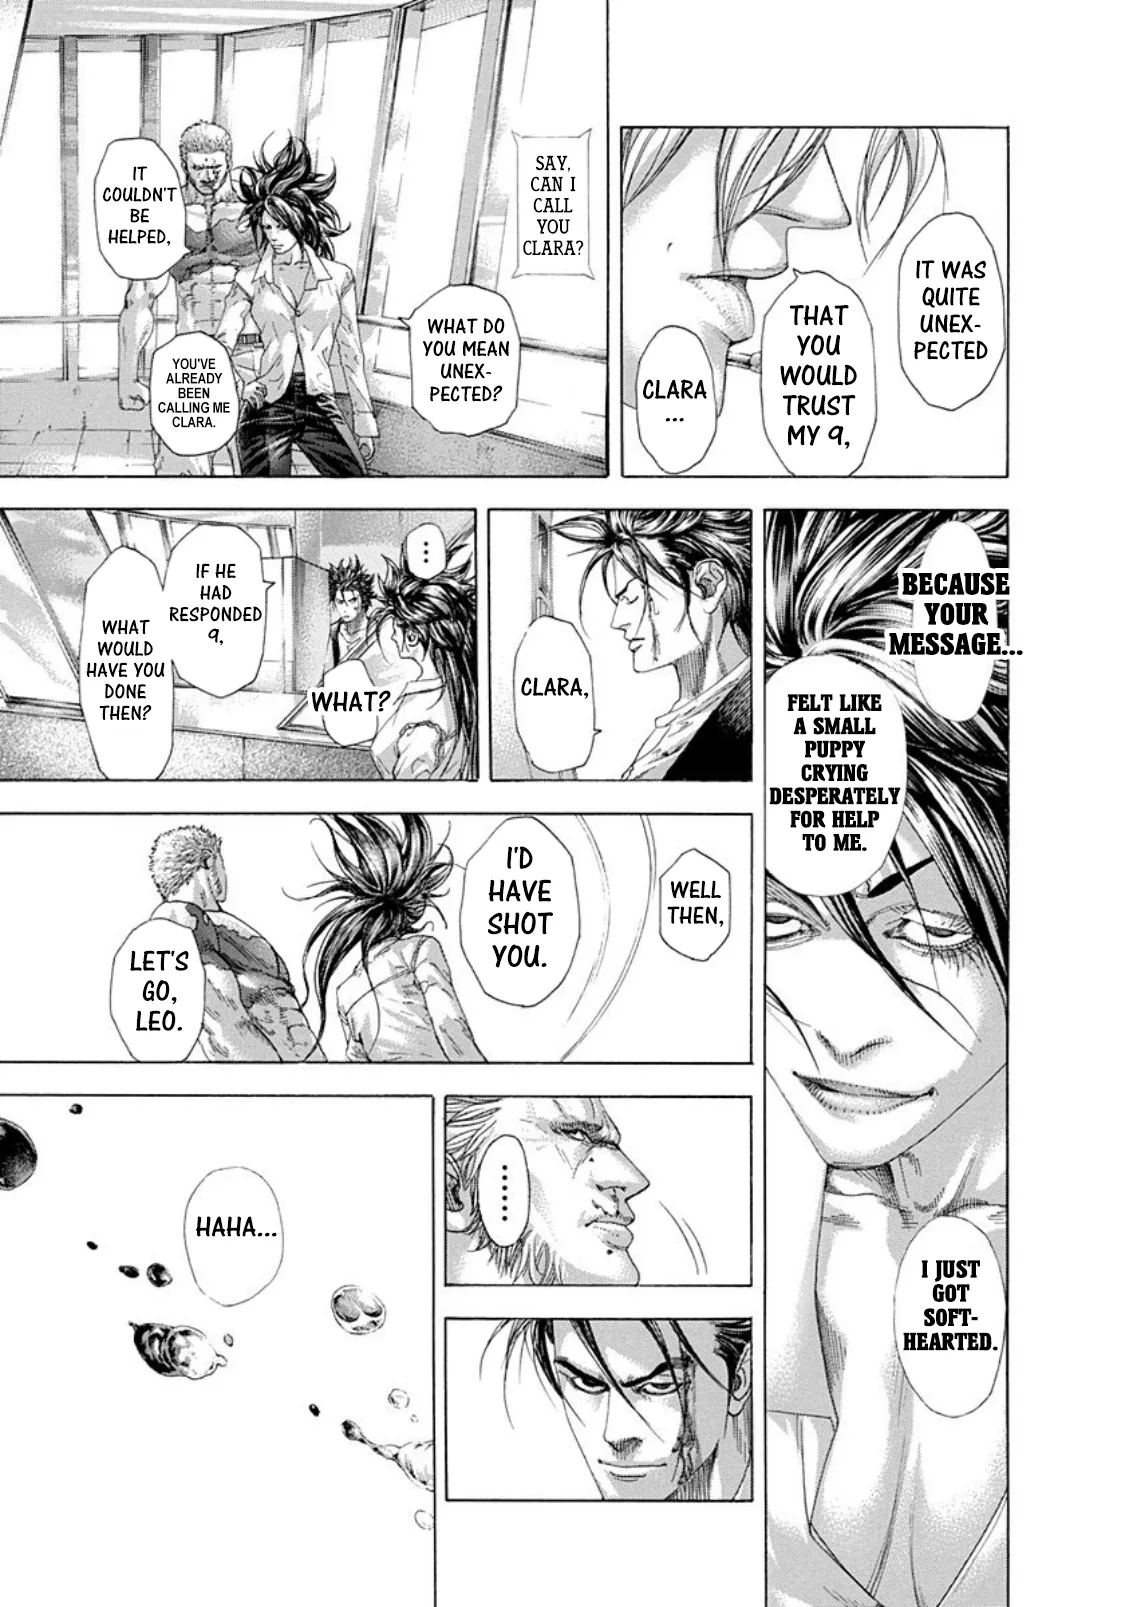 IT WAS
QUITE
UNEX-
PECTED
THAT
YOU
WOULD
TRUST
MY 9,
CLARA
...
SAY,
CAN I
CALL
YOU
CLARA?
WHAT DO
YOU MEAN
UNEX-
PECTED?
IT
COULDN'T
BE
HELPED,
YOU'VE
ALREADY
BEEN
CALLING ME
CLARA.
BECAUSE
YOUR
MESSAGE...
FELT LIKE
A SMALL
PUPPY
CRYING
DESPERATELY
FOR HELP
TO ME.
I JUST
GOT
SOFT-
HEARTED.
CLARA,
...
WHAT?
IF HE
HAD
RESPONDED
9,
WHAT
WOULD
HAVE YOU
DONE
THEN?
WELL
THEN,
I'D
HAVE
SHOT
YOU.
LET'S
GO,
LEO.
......
HAHA...